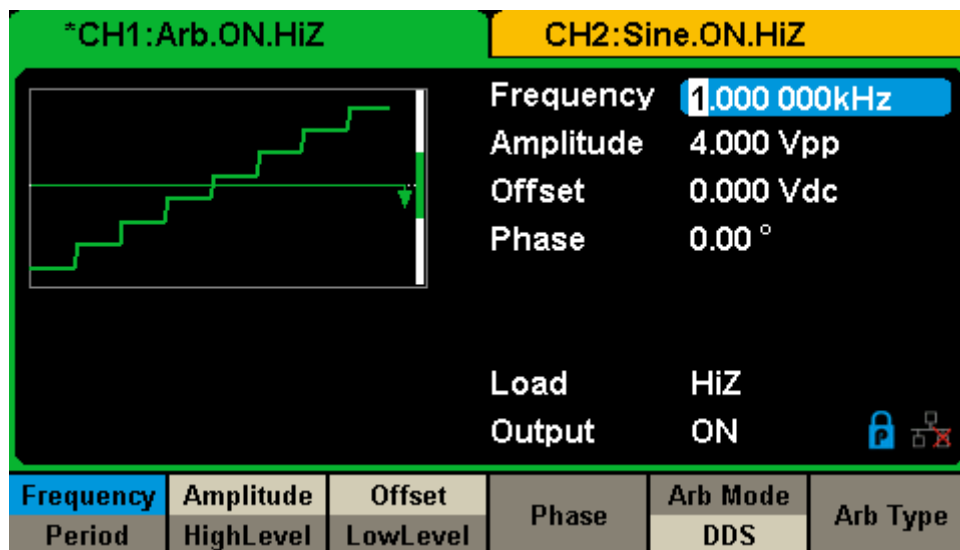 *CH1:Arb.ON.HiZ
CH2:Sine.ON.HiZ
Frequency 1.000 000kHz
Amplitude 4.000 Vpp
Offset 0.000 Vdc
Phase 0.00 °
Load HiZ
Output ON
P
Frequency Amplitude Offset Phase Arb Mode Arb Type
Period HighLevel LowLevel DDS